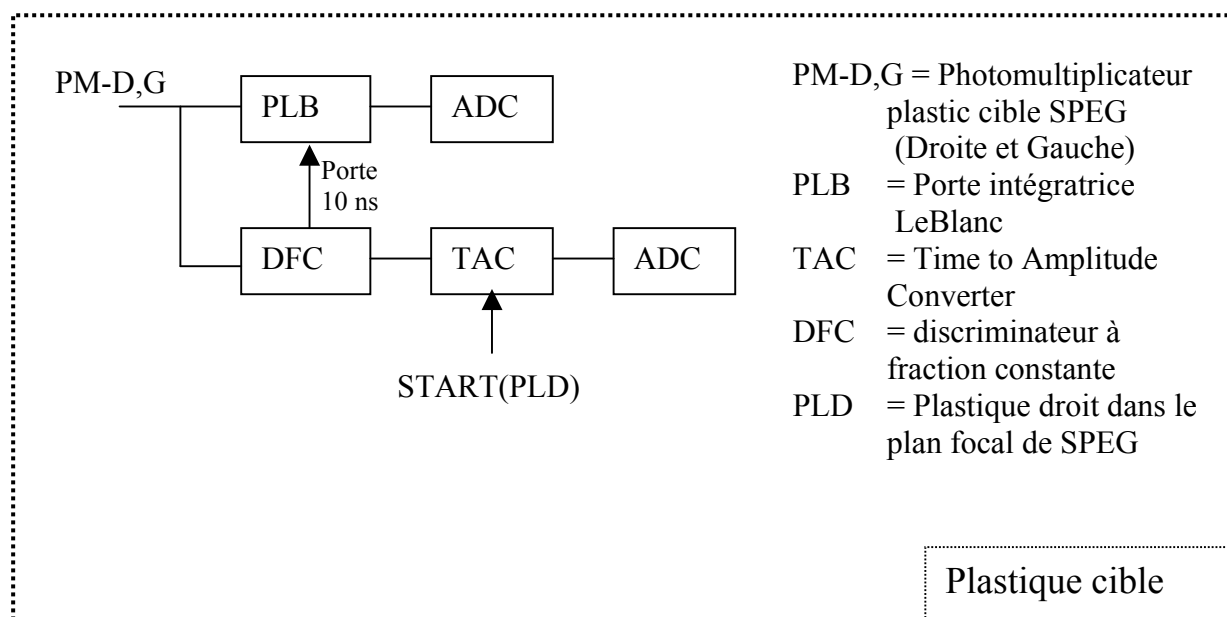 PM-D,G
PLB
ADC
Porte
10 ns
DFC
TAC
ADC
START(PLD)
PM-D,G = Photomultiplicateur
plastic cible SPEG
(Droite et Gauche)
PLB = Porte intégratrice
LeBlanc
TAC = Time to Amplitude
Converter
DFC = discriminateur à
fraction constante
PLD = Plastique droit dans le
plan focal de SPEG
Plastique cible